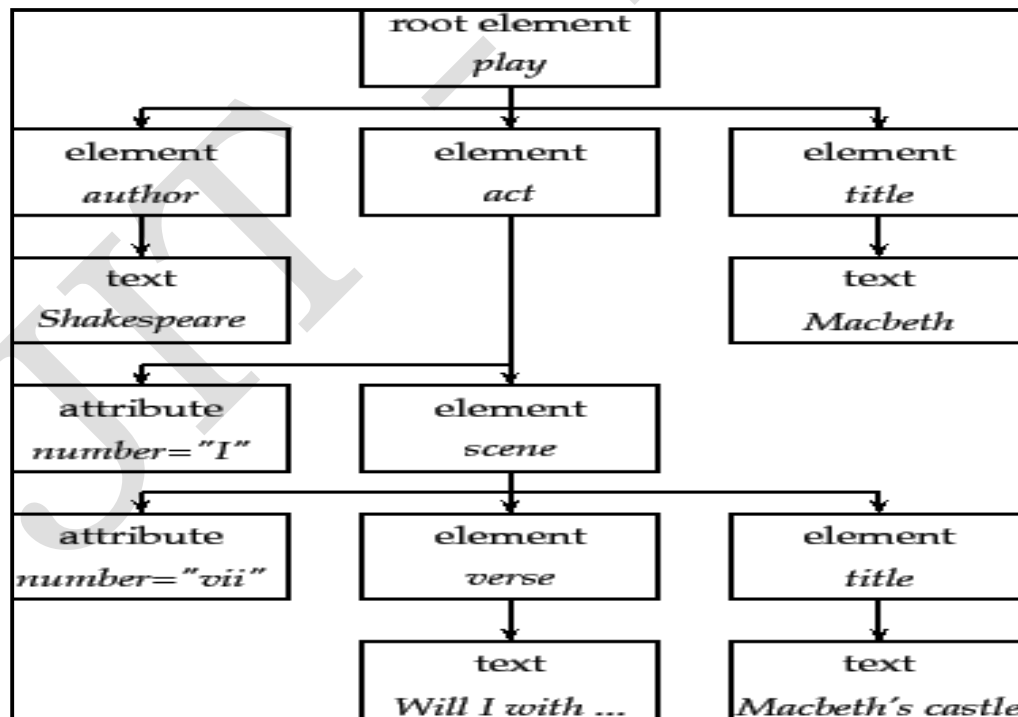 root element
play
element
author
element
act
element
title
text
Shakespeare
text
Macbeth
attribute
number="I"
element
scene
attribute
number="vii"
element
verse
element
title
text
Will I with ...
text
Macbeth's castle
JIT -